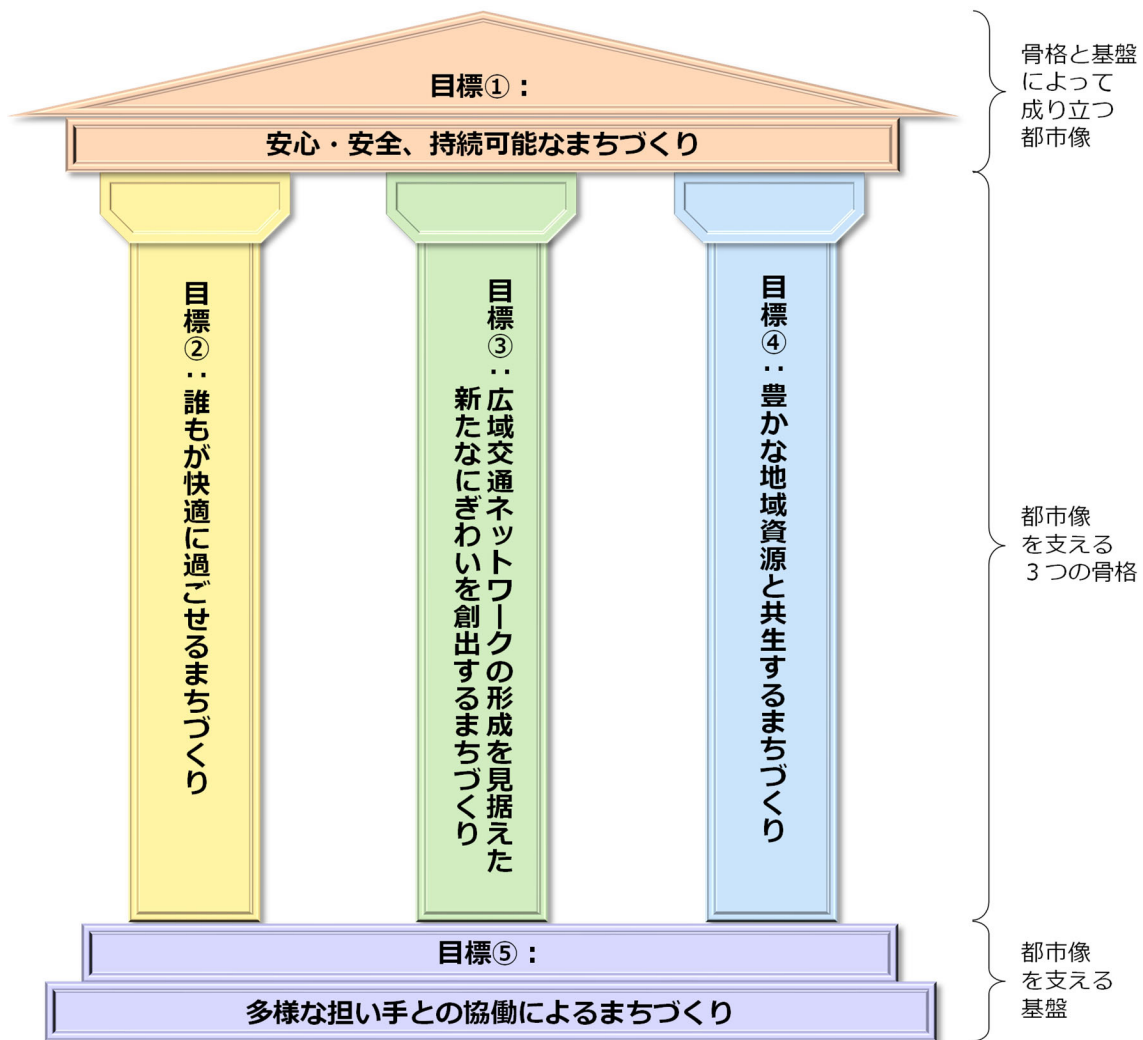 目標①：
安心・安全、持続可能なまちづくり
骨格と基盤
によって
成り立つ
都市像
目標②：誰もが快適に過ごせるまちづくり
目標③：広域交通ネットワークの形成を見据えた
新たなにぎわいを創出するまちづくり
目標④：豊かな地域資源と共生するまちづくり
都市像
を支える
３つの骨格
目標⑤：
多様な担い手との協働によるまちづくり
都市像
を支える
基盤